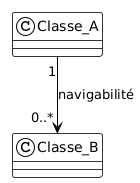 C Classe_A
1
navigabilité
0..*
C Classe_B